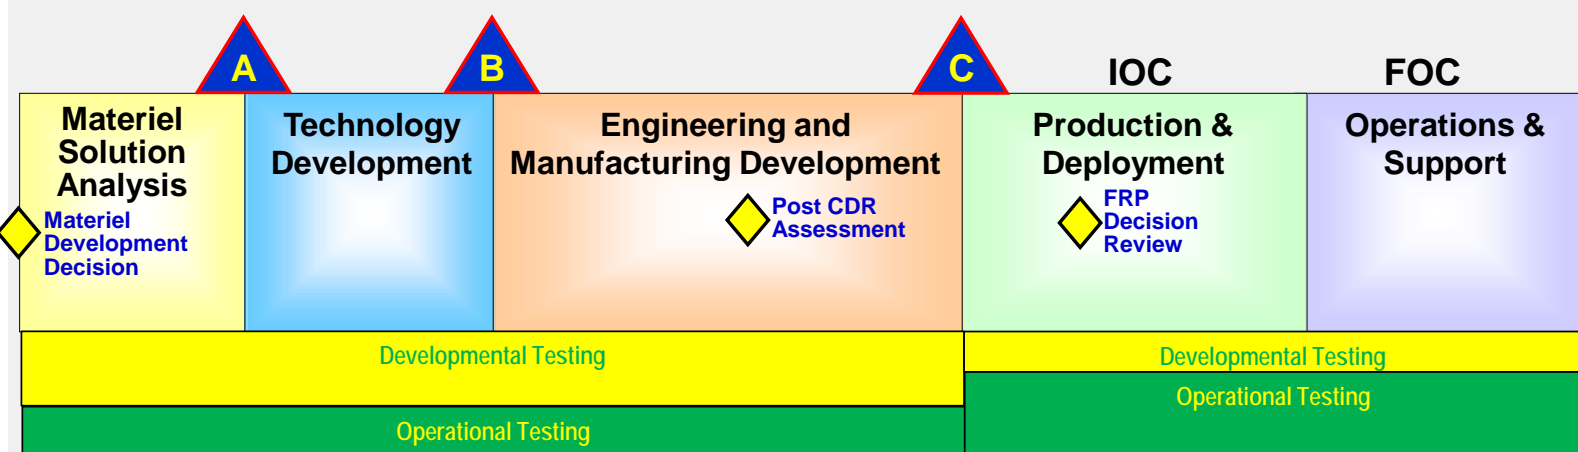 A
B
C
IOC
FOC
Materiel
Solution
Analysis
Materiel
Development
Decision
Technology
Development
Engineering and
Manufacturing Development
Post CDR
Assessment
Production &
Deployment
FRP
Decision
Review
Operations &
Support
Developmental Testing
Operational Testing
Developmental Testing
Operational Testing